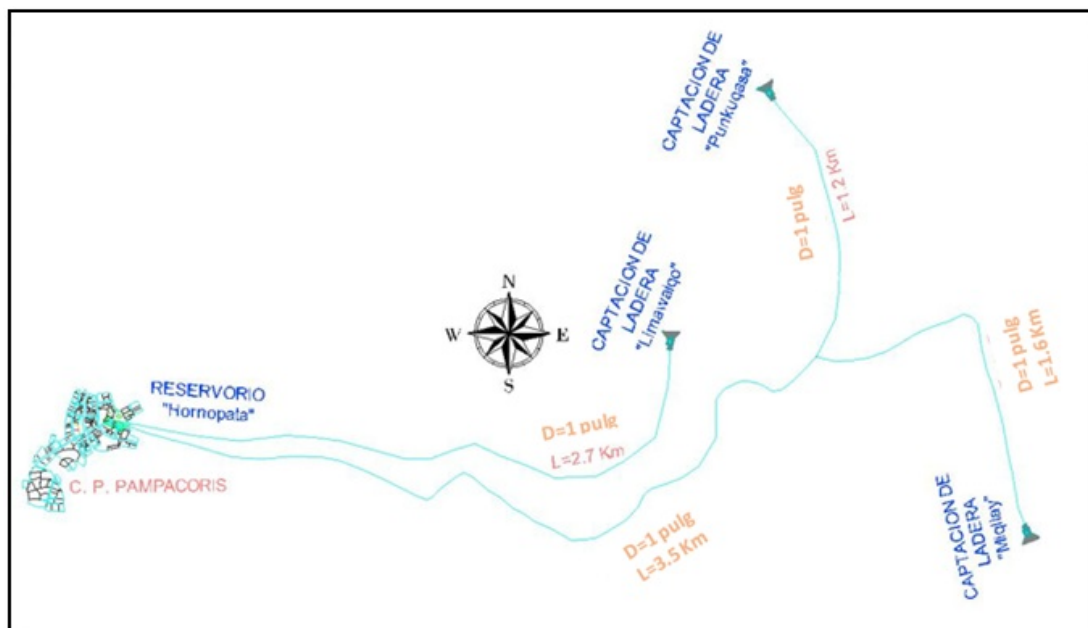 CAPTACION DE
LADERA
"Punkuqasa"
D=1 pulg
L=1.2 Km
CAPTACION DE
LADERA
"Limawaiqo"
N
W
E
S
D=1 pulg
L=1.6 Km
RESERVORIO
"Hornopata"
D=1 pulg
L=2.7 Km
C. P. PAMPACORIS
D=1 pulg
L=3.5 Km
CAPTACION DE
LADERA